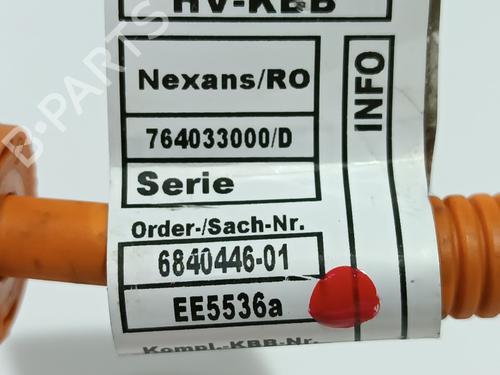 HV-KBB
Nexans/RO
764033000/D
Serie
Order-/Sach-Nr.
6840446-01
EE5536a
Kompl.-KBB-Nr.
INFO
B-PARTS